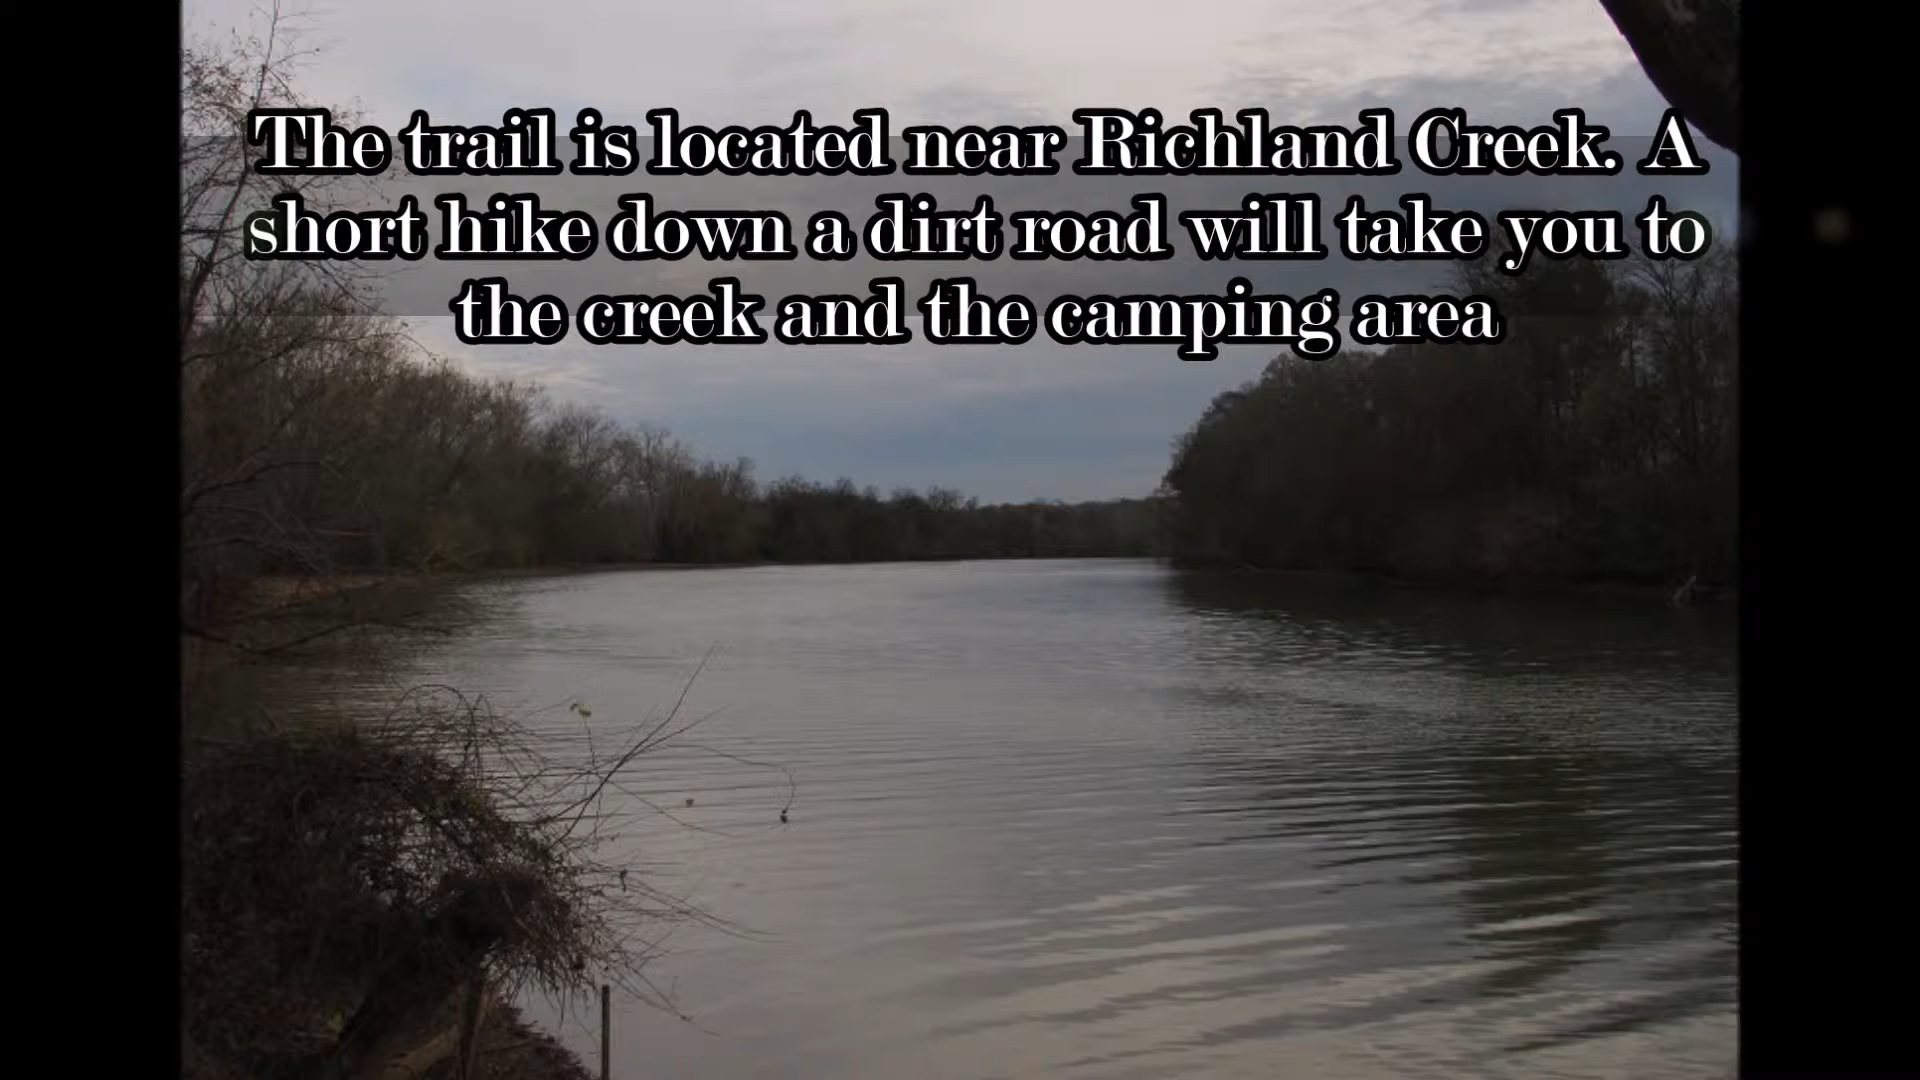 The trail is located near Richland Creek. A
short hike down a dirt road will take you to
the creek and the camping area